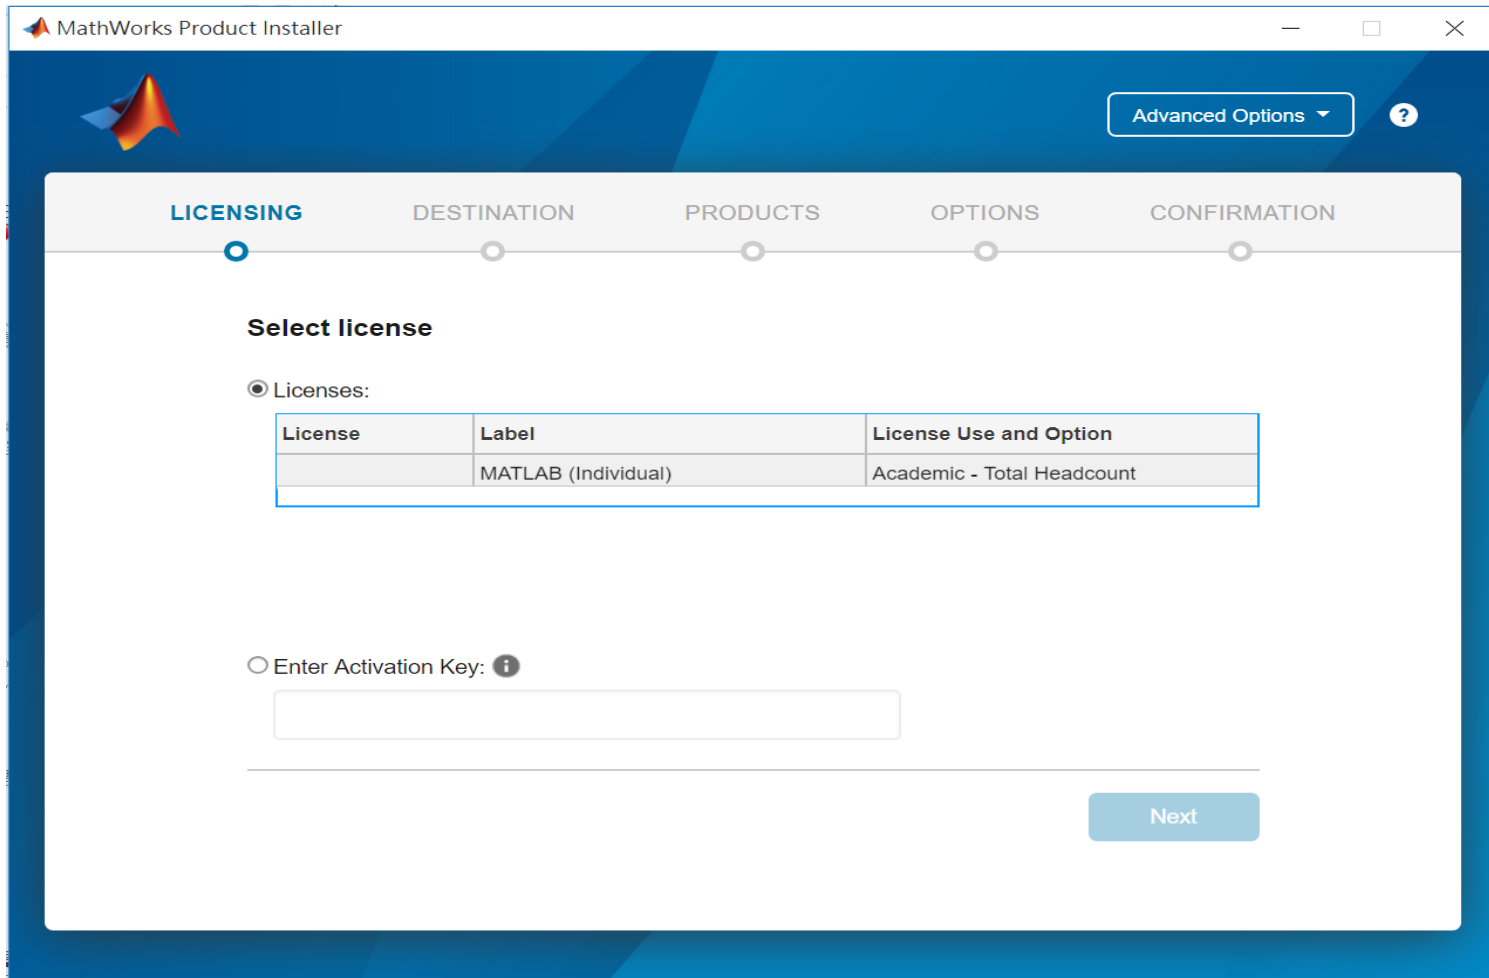 MathWorks Product Installer
Advanced Options
?
LICENSING DESTINATION PRODUCTS OPTIONS CONFIRMATION
Select license
Licenses:
License Label License Use and Option
MATLAB (Individual) Academic - Total Headcount
Enter Activation Key: i
Next